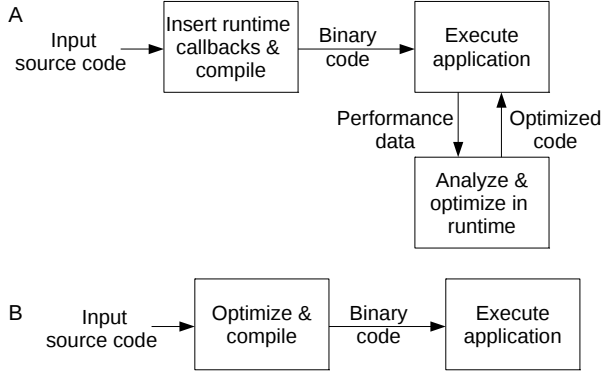 A
Input
source code
Insert runtime
callbacks &
compile
Binary
code
Execute
application
Performance
data
Optimized
code
Analyze &
optimize in
runtime
B
Input
source code
Optimize &
compile
Binary
code
Execute
application